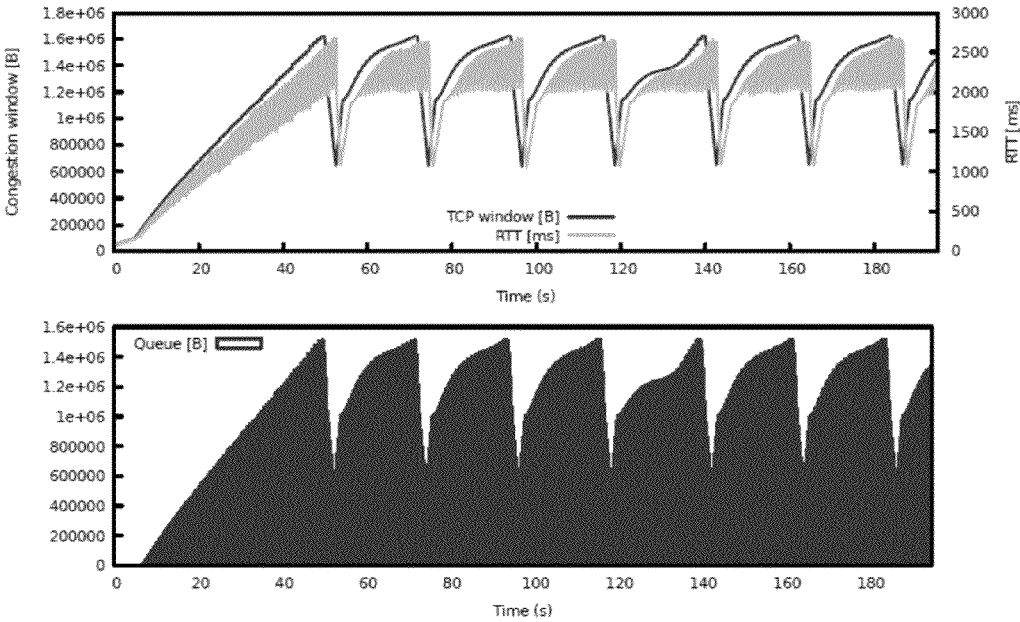 1.8e+06
1.6e+06
1.4e+06
1.2e+06
1e+06
800000
600000
400000
200000
0
Congestion window [B]
3000
2500
2000
1500
1000
500
0
RTT [ms]
TCP window [B]
RTT [ms]
0 20 40 60 80 100 120 140 160 180
Time (s)
1.6e+06
1.4e+06
1.2e+06
1e+06
800000
600000
400000
200000
0
Queue [B]
0 20 40 60 80 100 120 140 160 180
Time (s)